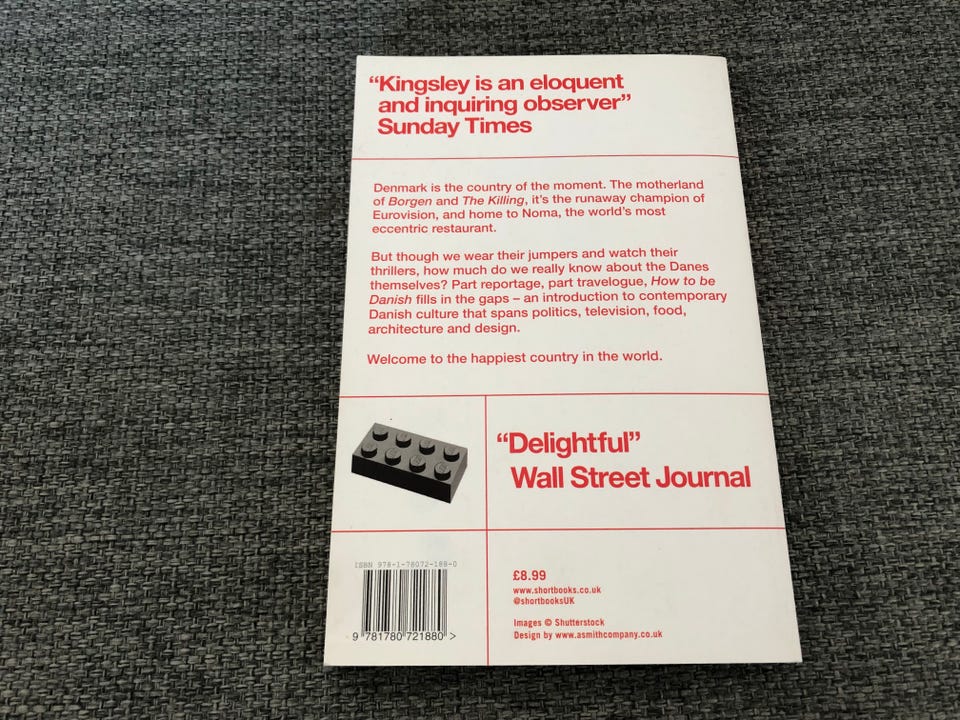 “Kingsley is an eloquent
and inquiring observer”
Sunday Times
Denmark is the country of the moment. The motherland
of Borgen and The Killing, it’s the runaway champion of
Eurovision, and home to Noma, the world’s most
eccentric restaurant.
But though we wear their jumpers and watch their
thrillers, how much do we really know about the Danes
themselves? Part reportage, part travelogue, How to be
Danish fills in the gaps – an introduction to contemporary
Danish culture that spans politics, television, food,
architecture and design.
Welcome to the happiest country in the world.
“Delightful”
Wall Street Journal
ISBN 978-1-78072-188-0
9 781780 721880 >
£8.99
www.shortbooks.co.uk
@shortbooksUK
Images © Shutterstock
Design by www.asmithcompany.co.uk